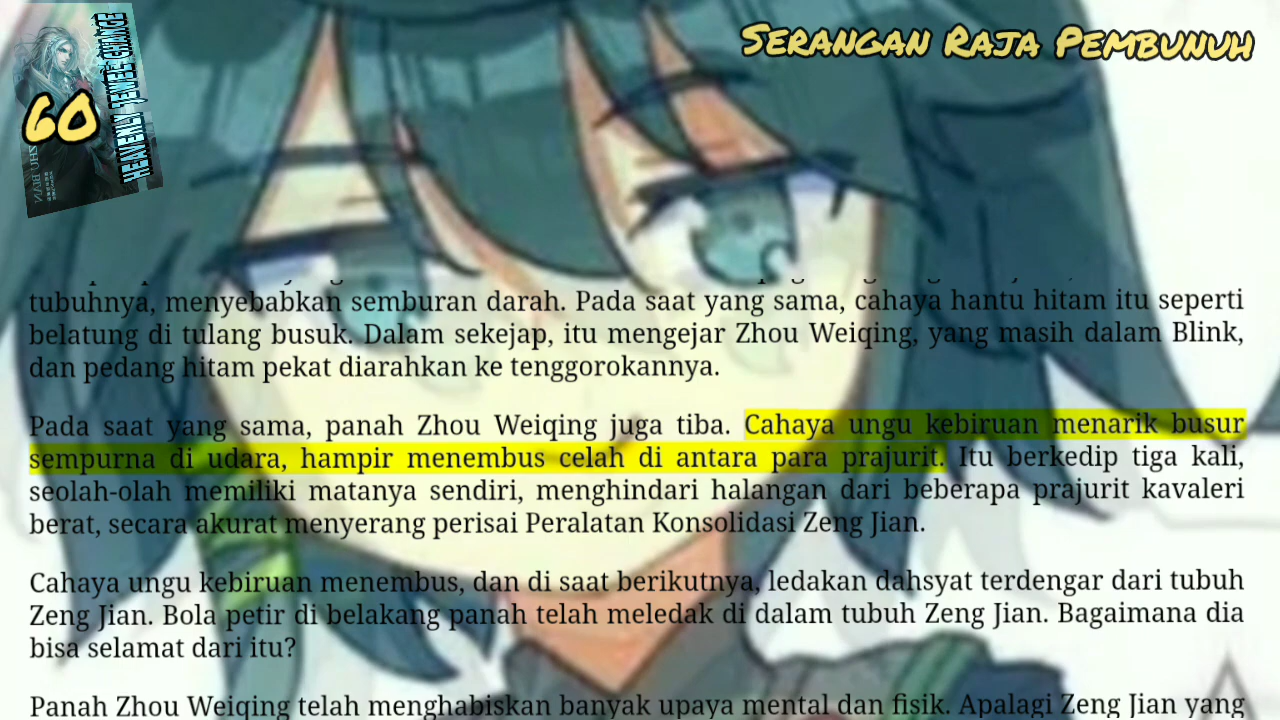 SERANGAN RAJA PEMBUNUH
60
HEAVENLY JEWEL CHANGE
tubuhnya, menyebabkan semburan darah. Pada saat yang sama, cahaya hantu hitam itu seperti
belatung di tulang busuk. Dalam sekejap, itu mengejar Zhou Weiqing, yang masih dalam Blink,
dan pedang hitam pekat diarahkan ke tenggorokannya.
Pada saat yang sama, panah Zhou Weiqing juga tiba. Cahaya ungu kebiruan menarik busur
sempurna di udara, hampir menembus celah di antara para prajurit. Itu berkedip tiga kali,
seolah-olah memiliki matanya sendiri, menghindari halangan dari beberapa prajurit kavaleri
berat, secara akurat menyerang perisai Peralatan Konsolidasi Zeng Jian.
Cahaya ungu kebiruan menembus, dan di saat berikutnya, ledakan dahsyat terdengar dari tubuh
Zeng Jian. Bola petir di belakang panah telah meledak di dalam tubuh Zeng Jian. Bagaimana dia
bisa selamat dari itu?
Panah Zhou Weiqing telah menghabiskan banyak upaya mental dan fisik. Apalagi Zeng Jian yang